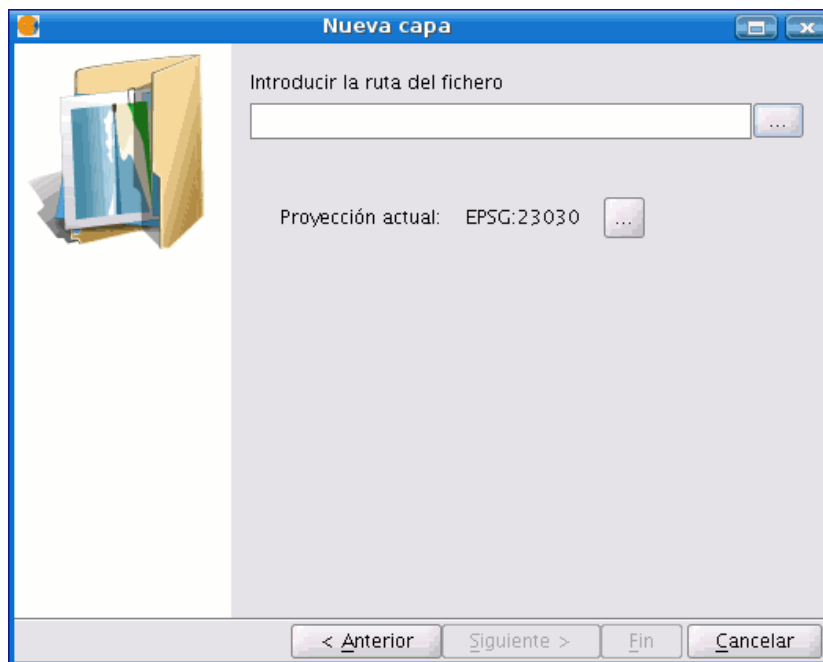 Nueva capa
Introducir la ruta del fichero
...
Proyección actual: EPSG:23030 ...
< Anterior Siguiente > Fin Cancelar